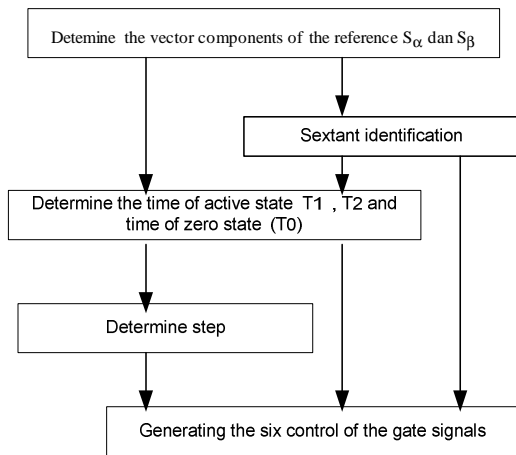 Detemine the vector components of the reference Sα dan Sβ
Sextant identification
Determine the time of active state T1 , T2 and
time of zero state (T0)
Determine step
Generating the six control of the gate signals